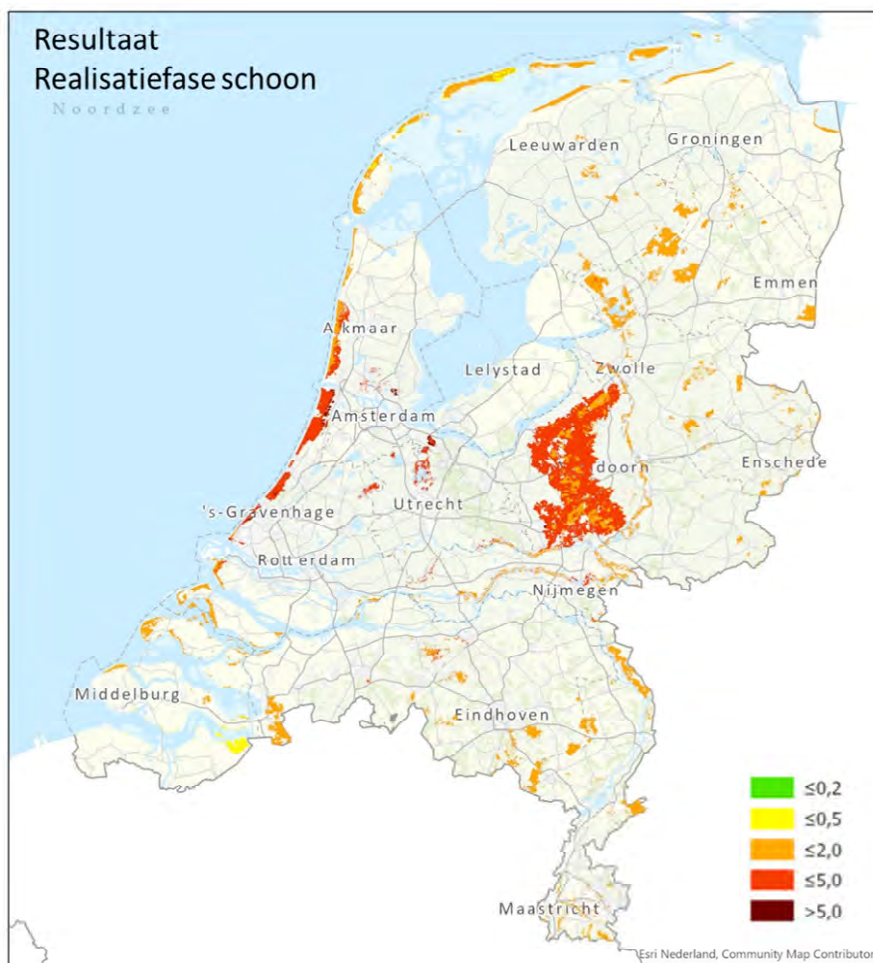 Resultaat
Realisatiefase schoon
Noordzee
Leeuwarden
Groningen
Emmen
Alkmaar
Lelystad
Zwolle
Amsterdam
doorn
Enschede
's-Gravenhage
Utrecht
Rotterdam
Nijmegen
Middelburg
Eindhoven
≤0,2
≤0,5
≤2,0
≤5,0
>5,0
Maastricht
Esri Nederland, Community Map Contributor